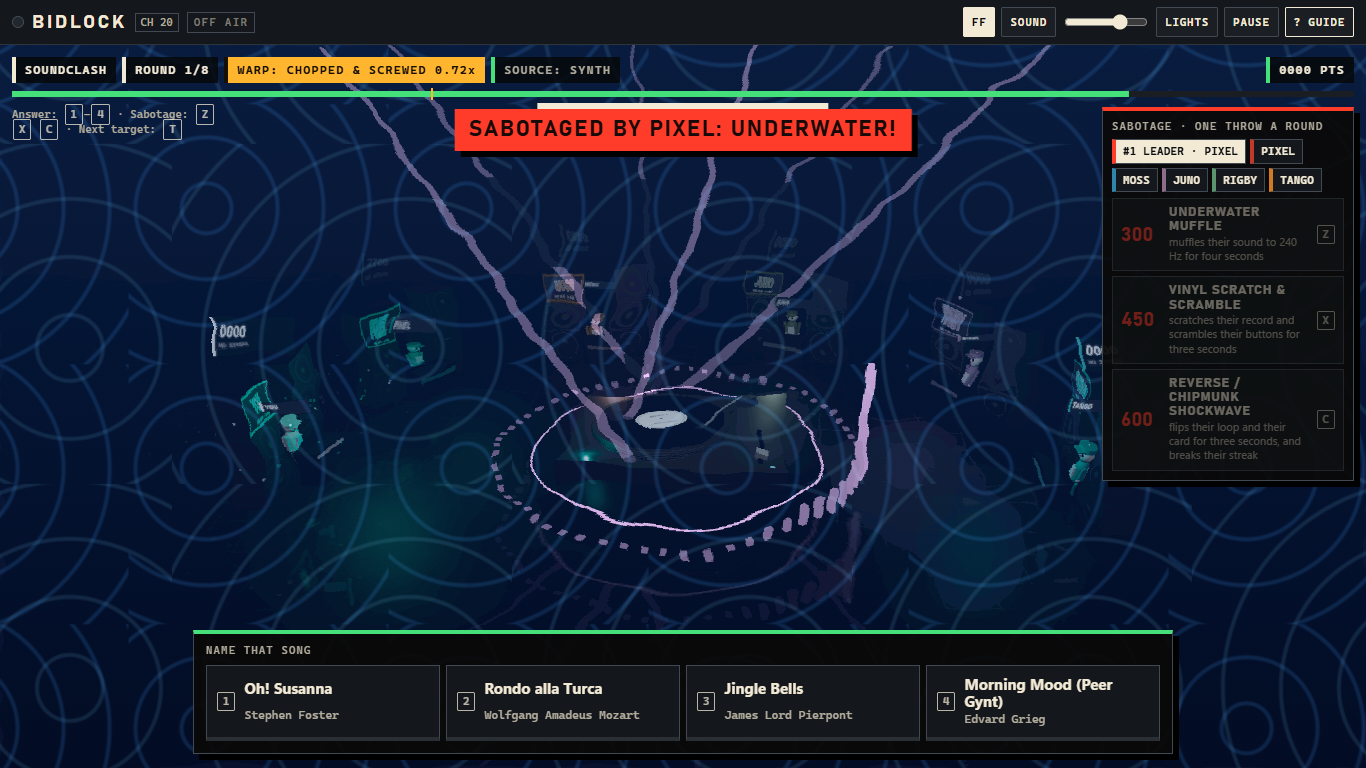 BIDLOCK CH 20 OFF AIR FF SOUND LIGHTS PAUSE ? GUIDE
SOUNDCLASH ROUND 1/8 WARP: CHOPPED & SCREWED 0.72x SOURCE: SYNTH 0000 PTS
Answer: 1 - 4 · Sabotage: Z
X C · Next target: T
SABOTAGED BY PIXEL: UNDERWATER!
SABOTAGE · ONE THROW A ROUND
#1 LEADER · PIXEL PIXEL
MOSS JUNO RIGBY TANGO
300 UNDERWATER MUFFLE Z
muffles their sound to 240
Hz for four seconds
450 VINYL SCRATCH & SCRAMBLE X
scratches their record and
scrambles their buttons for
three seconds
600 REVERSE / CHIPMUNK SHOCKWAVE C
flips their loop and their
card for three seconds, and
breaks their streak
0000
JUNO
TANGO
NAME THAT SONG
1 Oh! Susanna
Stephen Foster
2 Rondo alla Turca
Wolfgang Amadeus Mozart
3 Jingle Bells
James Lord Pierpont
4 Morning Mood (Peer
Gynt)
Edvard Grieg